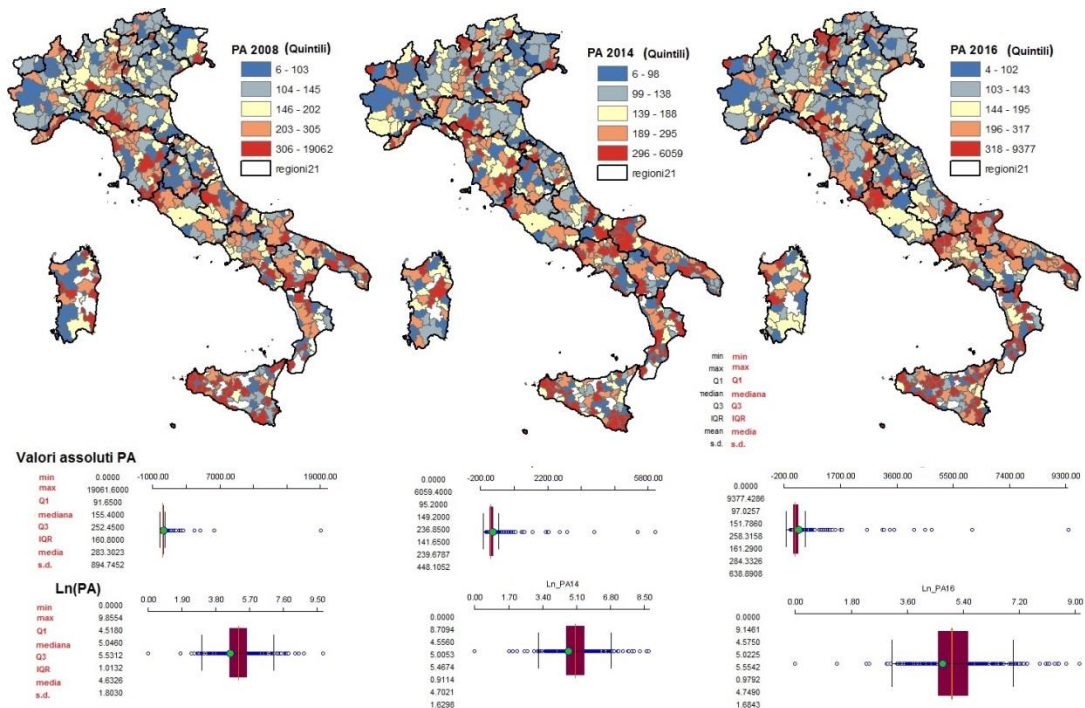 PA 2008 (Quintili)
6 - 103
104 - 145
146 - 202
203 - 305
306 - 19062
regioni21
PA 2014 (Quintili)
6 - 98
99 - 138
139 - 188
189 - 295
296 - 6059
regioni21
PA 2016 (Quintili)
4 - 102
103 - 143
144 - 195
196 - 317
318 - 9377
regioni21
min min
max max
Q1 Q1
median mediana
Q3 Q3
IQR IQR
mean media
s.d. s.d.
Valori assoluti PA
-1000.00 7000.00 19000.00
min 0.0000
max 19061.6000
Q1 91.6500
mediana 155.4000
Q3 252.4500
IQR 160.8000
media 283.3023
s.d. 894.7452
-200.00 2200.00 6600.00
0.0000
6059.4000
95.2000
149.2000
236.8500
141.6500
239.6787
448.1052
-200.00 1700.00 3600.00 5500.00 7400.00 9300.00
0.0000
9377.4286
97.0257
151.7860
258.3158
161.2900
284.3326
638.8908
Ln(PA)
0.00 1.90 3.80 5.70 7.60 9.50
min 0.0000
max 9.8554
Q1 4.5180
mediana 5.0460
Q3 5.5312
IQR 1.0132
media 4.6326
s.d. 1.8030
Ln_PA14
0.00 1.70 3.40 5.10 6.80 8.50
0.0000
8.7094
4.5560
5.0053
5.4674
0.9114
4.7021
1.6298
Ln_PA16
0.00 1.80 3.60 5.40 7.20 9.00
0.0000
9.1461
4.5750
5.0225
5.5542
0.9792
4.7490
1.6843